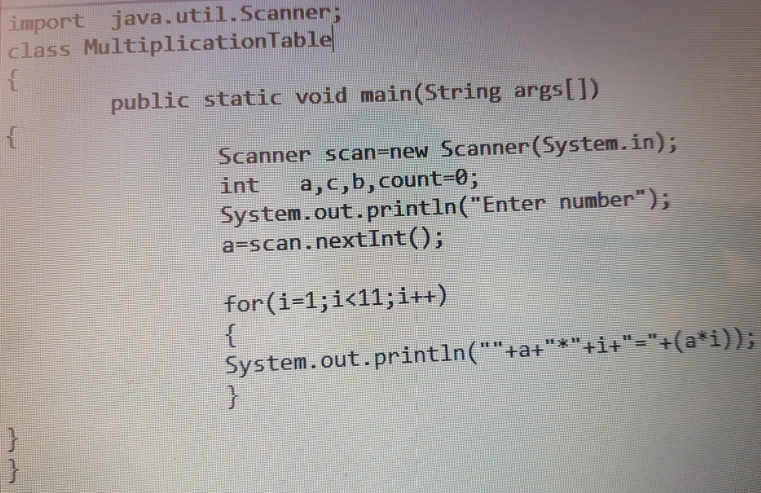 import  java.util.Scanner;
class MultiplicationTable
{
public static void main(String args[])
{
Scanner scan=new Scanner(System.in);
int   a,c,b,count=0;
System.out.println("Enter number");
a=scan.nextInt();
for(i=1;i<11;i++)
{
System.out.println(""+a+"*"+i+"="+(a*i));
}
}
}